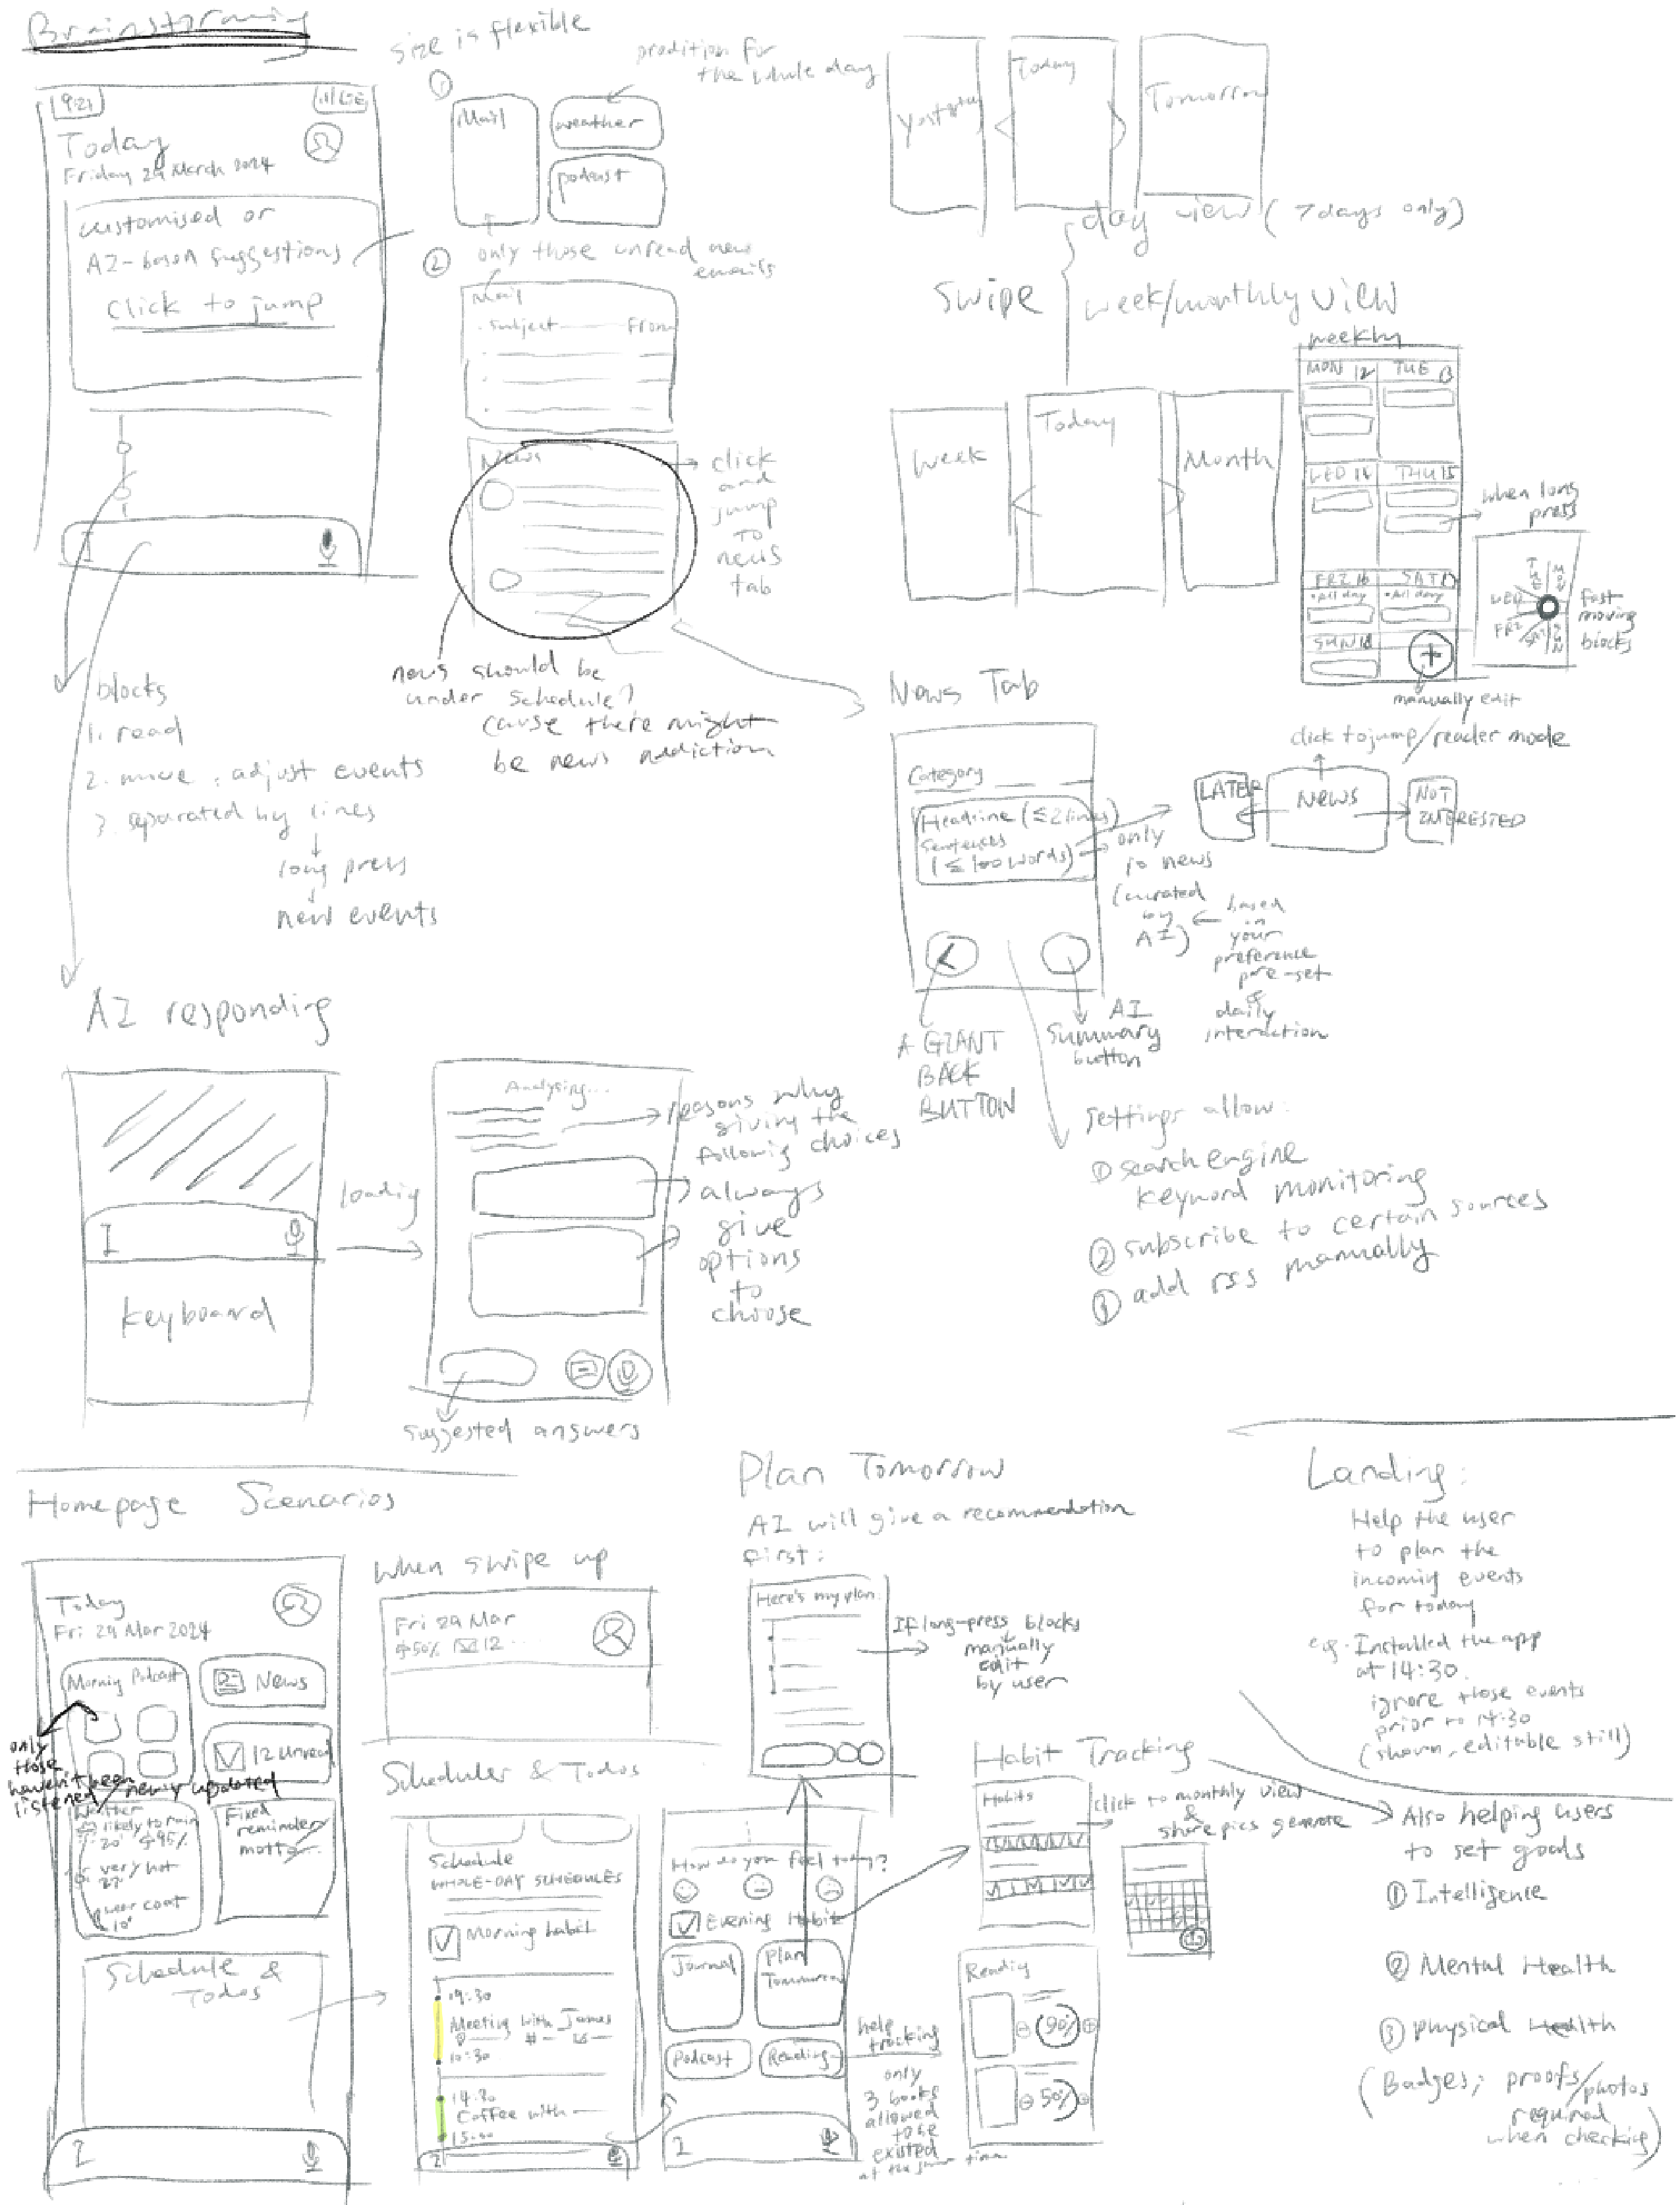 Brainstorming
9:21
Today
Friday 29 March 2024
customised or
AI-based suggestions
click to jump
size is flexible
①
Mail
weather
podcast
predition for
the whole day
②
only those unread new
emails
Mail
Subject
From
News
click
and
jump
to
news
tab
news should be
under schedule?
cause there might
be news addiction
blocks
1. read
2. move, adjust events
3. separated by lines
long press
new events
Today
Tomorrow
day view (7 days only)
Swipe
week/monthly view
Week
Today
Month
weekly
MON 12
TUE 13
THU 15
FRI 16
SAT
• All day
• All day
SUN 18
+
manually edit
when long
press
TUE
MON
WED
FRI
SAT
SUN
fast
moving
blocks
News Tab
Category
Headline (≤2 lines)
Sentences
(≤100 words)
only
10 news
(curated
by
AI)
based
in
your
preference
pre-set
&
daily
interaction
click to jump/reader mode
LATER
NEWS
NOT
INTERESTED
A GIANT
BACK
BUTTON
AI
Summary
button
Settings allow:
① search engine
keyword monitoring
② subscribe to certain sources
③ add rss manually
AI responding
I
keyboard
loadig
Analysing...
reasons why
giving the
following choices
always
give
options
to
choose
suggested answers
Homepage Scenarios
Today
Fri 29 Mar 2024
Morning Podcast
News
12 Unread
only
those
haven't been
listened/newly updated
Weather
likely to rain
20° 95%
very hot
27°
wear coat
10°
Fixed
reminder
motto...
Schedule &
Todos
I
when swipe up
Fri 29 Mar
50% 12 ...
Scheduler & Todos
Schedule
WHOLE-DAY SCHEDULES
Morning habit
09:30
Meeting with James
10:30
14:30
Coffee with
I
How do you feel today?
Evening Habit
Journal
Plan
Tomorrow
Podcast
Reading
I
Plan Tomorrow
AI will give a recommendation
first:
Here's my plan
If long-press blocks
manually
edit
by user
Habit Tracking
Habits
click to monthly view
&
share pics generate
help
tracking
only
3 books
allowed
to be
existed
at the same time
Readig
90%
50%
Landing:
Help the user
to plan the
incoming events
for today
e.g. Installed the app
at 14:30.
ignore those events
prior to 14:30
(shown, editable still)
Also helping users
to set goals
① Intelligence
② Mental Health
③ Physical Health
(Badges; proofs/photos
required
when checking)